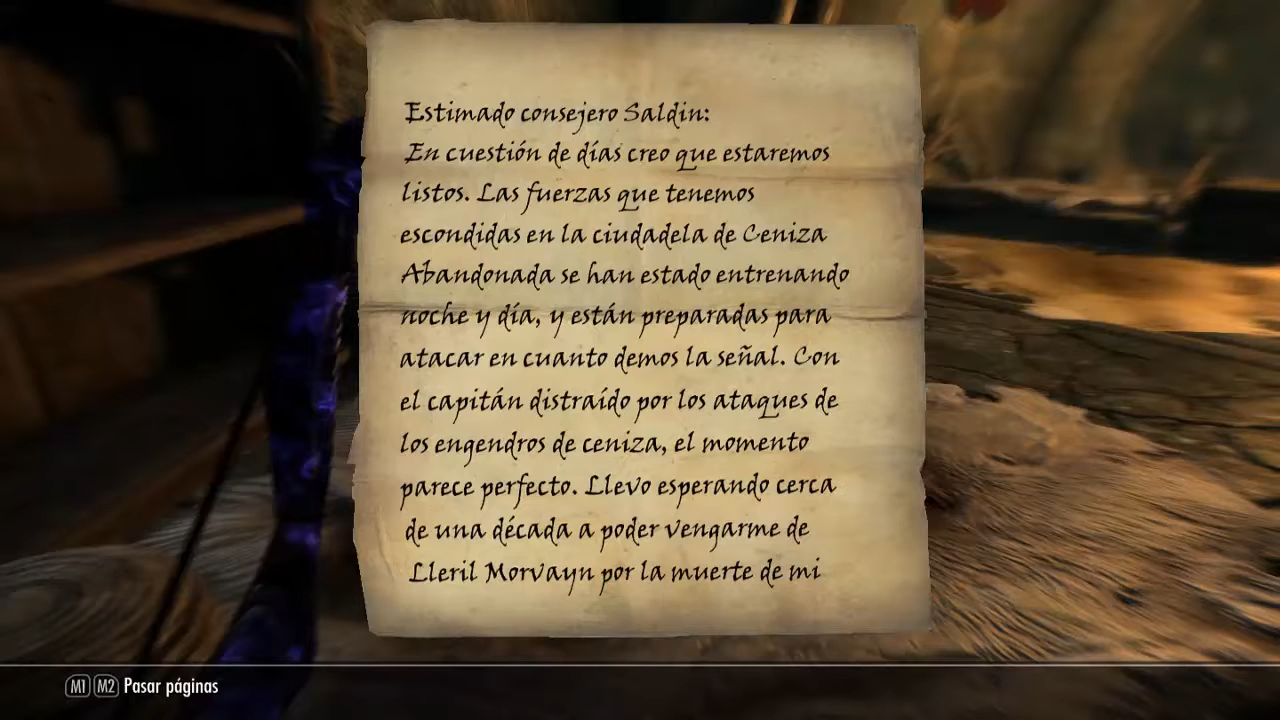 Estimado consejero Saldin:
En cuestión de días creo que estaremos
listos. Las fuerzas que tenemos
escondidas en la ciudadela de Ceniza
Abandonada se han estado entrenando
noche y día, y están preparadas para
atacar en cuanto demos la señal. Con
el capitán distraído por los ataques de
los engendros de ceniza, el momento
parece perfecto. Llevo esperando cerca
de una década a poder vengarme de
Lleril Morvayn por la muerte de mi
M1 M2 Pasar páginas